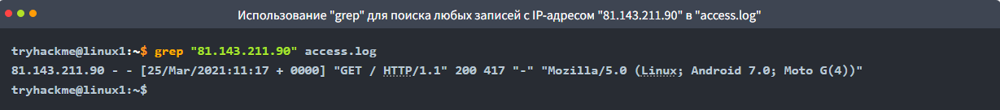 Использование "grep" для поиска любых записей с IP-адресом "81.143.211.90" в "access.log"
tryhackme@linux1:~$ grep "81.143.211.90" access.log
81.143.211.90 - - [25/Mar/2021:11:17 + 0000] "GET / HTTP/1.1" 200 417 "-" "Mozilla/5.0 (Linux; Android 7.0; Moto G(4))"
tryhackme@linux1:~$